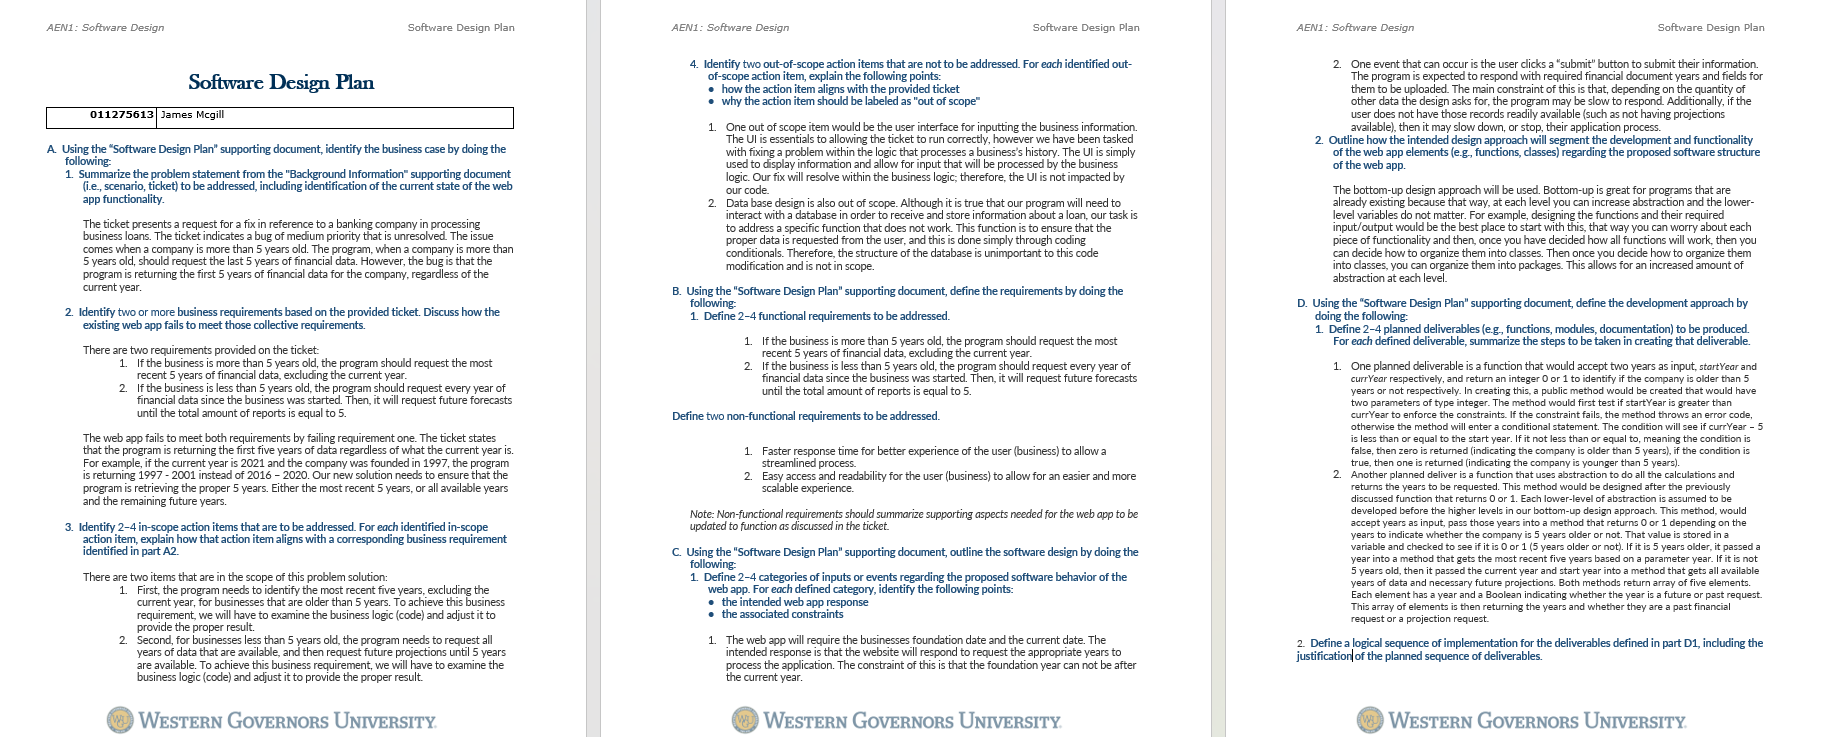 AEN1: Software Design
Software Design Plan
Software Design Plan
011275613 James Mcgill
A. Using the “Software Design Plan” supporting document, identify the business case by doing the
following:
1. Summarize the problem statement from the "Background Information" supporting document
(i.e., scenario, ticket) to be addressed, including identification of the current state of the web
app functionality.
The ticket presents a request for a fix in reference to a banking company in processing
business loans. The ticket indicates a bug of medium priority that is unresolved. The issue
comes when a company is more than 5 years old. The program, when a company is more than
5 years old, should request the last 5 years of financial data. However, the bug is that the
program is returning the first 5 years of financial data for the company, regardless of the
current year.
2. Identify two or more business requirements based on the provided ticket. Discuss how the
existing web app fails to meet those collective requirements.
There are two requirements provided on the ticket:
1. If the business is more than 5 years old, the program should request the most
recent 5 years of financial data, excluding the current year.
2. If the business is less than 5 years old, the program should request every year of
financial data since the business was started. Then, it will request future forecasts
until the total amount of reports is equal to 5.
The web app fails to meet both requirements by failing requirement one. The ticket states
that the program is returning the first five years of data regardless of what the current year is.
For example, if the current year is 2021 and the company was founded in 1997, the program
is returning 1997 - 2001 instead of 2016 – 2020. Our new solution needs to ensure that the
program is retrieving the proper 5 years. Either the most recent 5 years, or all available years
and the remaining future years.
3. Identify 2–4 in-scope action items that are to be addressed. For each identified in-scope
action item, explain how that action item aligns with a corresponding business requirement
identified in part A2.
There are two items that are in the scope of this problem solution:
1. First, the program needs to identify the most recent five years, excluding the
current year, for businesses that are older than 5 years. To achieve this business
requirement, we will have to examine the business logic (code) and adjust it to
provide the proper result.
2. Second, for businesses less than 5 years old, the program needs to request all
years of data that are available, and then request future projections until 5 years
are available. To achieve this business requirement, we will have to examine the
business logic (code) and adjust it to provide the proper result.
WESTERN GOVERNORS UNIVERSITY.
AEN1: Software Design
Software Design Plan
4. Identify two out-of-scope action items that are not to be addressed. For each identified out-
of-scope action item, explain the following points:
● how the action item aligns with the provided ticket
● why the action item should be labeled as "out of scope"
1. One out of scope item would be the user interface for inputting the business information.
The UI is essentials to allowing the ticket to run correctly, however we have been tasked
with fixing a problem within the logic that processes a business’s history. The UI is simply
used to display information and allow for input that will be processed by the business
logic. Our fix will resolve within the business logic; therefore, the UI is not impacted by
our code.
2. Data base design is also out of scope. Although it is true that our program will need to
interact with a database in order to receive and store information about a loan, our task is
to address a specific function that does not work. This function is to ensure that the
proper data is requested from the user, and this is done simply through coding
conditionals. Therefore, the structure of the database is unimportant to this code
modification and is not in scope.
B. Using the “Software Design Plan” supporting document, define the requirements by doing the
following:
1. Define 2–4 functional requirements to be addressed.
1. If the business is more than 5 years old, the program should request the most
recent 5 years of financial data, excluding the current year.
2. If the business is less than 5 years old, the program should request every year of
financial data since the business was started. Then, it will request future forecasts
until the total amount of reports is equal to 5.
Define two non-functional requirements to be addressed.
1. Faster response time for better experience of the user (business) to allow a
streamlined process.
2. Easy access and readability for the user (business) to allow for an easier and more
scalable experience.
Note: Non-functional requirements should summarize supporting aspects needed for the web app to be
updated to function as discussed in the ticket.
C. Using the “Software Design Plan” supporting document, outline the software design by doing the
following:
1. Define 2–4 categories of inputs or events regarding the proposed software behavior of the
web app. For each defined category, identify the following points:
● the intended web app response
● the associated constraints
1. The web app will require the businesses foundation date and the current date. The
intended response is that the website will respond to request the appropriate years to
process the application. The constraint of this is that the foundation year can not be after
the current year.
WESTERN GOVERNORS UNIVERSITY.
AEN1: Software Design
Software Design Plan
2. One event that can occur is the user clicks a “submit” button to submit their information.
The program is expected to respond with required financial document years and fields for
them to be uploaded. The main constraint of this is that, depending on the quantity of
other data the design asks for, the program may be slow to respond. Additionally, if the
user does not have those records readily available (such as not having projections
available), then it may slow down, or stop, their application process.
2. Outline how the intended design approach will segment the development and functionality
of the web app elements (e.g., functions, classes) regarding the proposed software structure
of the web app.
The bottom-up design approach will be used. Bottom-up is great for programs that are
already existing because that way, at each level you can increase abstraction and the lower-
level variables do not matter. For example, designing the functions and their required
input/output would be the best place to start with this, that way you can worry about each
piece of functionality and then, once you have decided how all functions will work, then you
can decide how to organize them into classes. Then once you decide how to organize them
into classes, you can organize them into packages. This allows for an increased amount of
abstraction at each level.
D. Using the “Software Design Plan” supporting document, define the development approach by
doing the following:
1. Define 2–4 planned deliverables (e.g., functions, modules, documentation) to be produced.
For each defined deliverable, summarize the steps to be taken in creating that deliverable.
1. One planned deliverable is a function that would accept two years as input, startYear and
currYear respectively, and return an integer 0 or 1 to identify if the company is older than 5
years or not respectively. In creating this, a public method would be created that would have
two parameters of type integer. The method would first test if startYear is greater than
currYear to enforce the constraints. If the constraint fails, the method throws an error code,
otherwise the method will enter a conditional statement. The condition will see if currYear – 5
is less than or equal to the start year. If it not less than or equal to, meaning the condition is
false, then zero is returned (indicating the company is older than 5 years), if the condition is
true, then one is returned (indicating the company is younger than 5 years).
2. Another planned deliver is a function that uses abstraction to do all the calculations and
returns the years to be requested. This method would be designed after the previously
discussed function that returns 0 or 1. Each lower-level of abstraction is assumed to be
developed before the higher levels in our bottom-up design approach. This method, would
accept years as input, pass those years into a method that returns 0 or 1 depending on the
years to indicate whether the company is 5 years older or not. That value is stored in a
variable and checked to see if it is 0 or 1 (5 years older or not). If it is 5 years older, it passed a
year into a method that gets the most recent five years based on a parameter year. If it is not
5 years old, then it passed the current and start year into a method that gets all available
years of data and necessary future projections. Both methods return array of five elements.
Each element has a year and a Boolean indicating whether the year is a future or past request.
This array of elements is then returning the years and whether they are a past financial
request or a projection request.
2. Define a logical sequence of implementation for the deliverables defined in part D1, including the
justification of the planned sequence of deliverables.
WESTERN GOVERNORS UNIVERSITY.